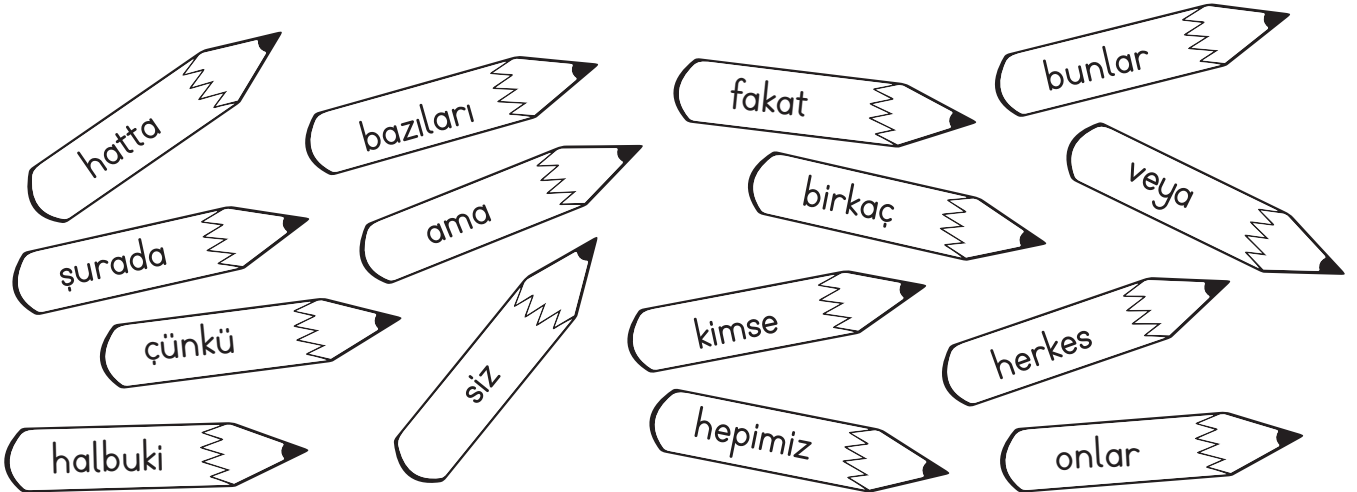 hatta
bazıları
fakat
bunlar
şurada
ama
birkaç
veya
çünkü
siz
kimse
herkes
halbuki
hepimiz
onlar